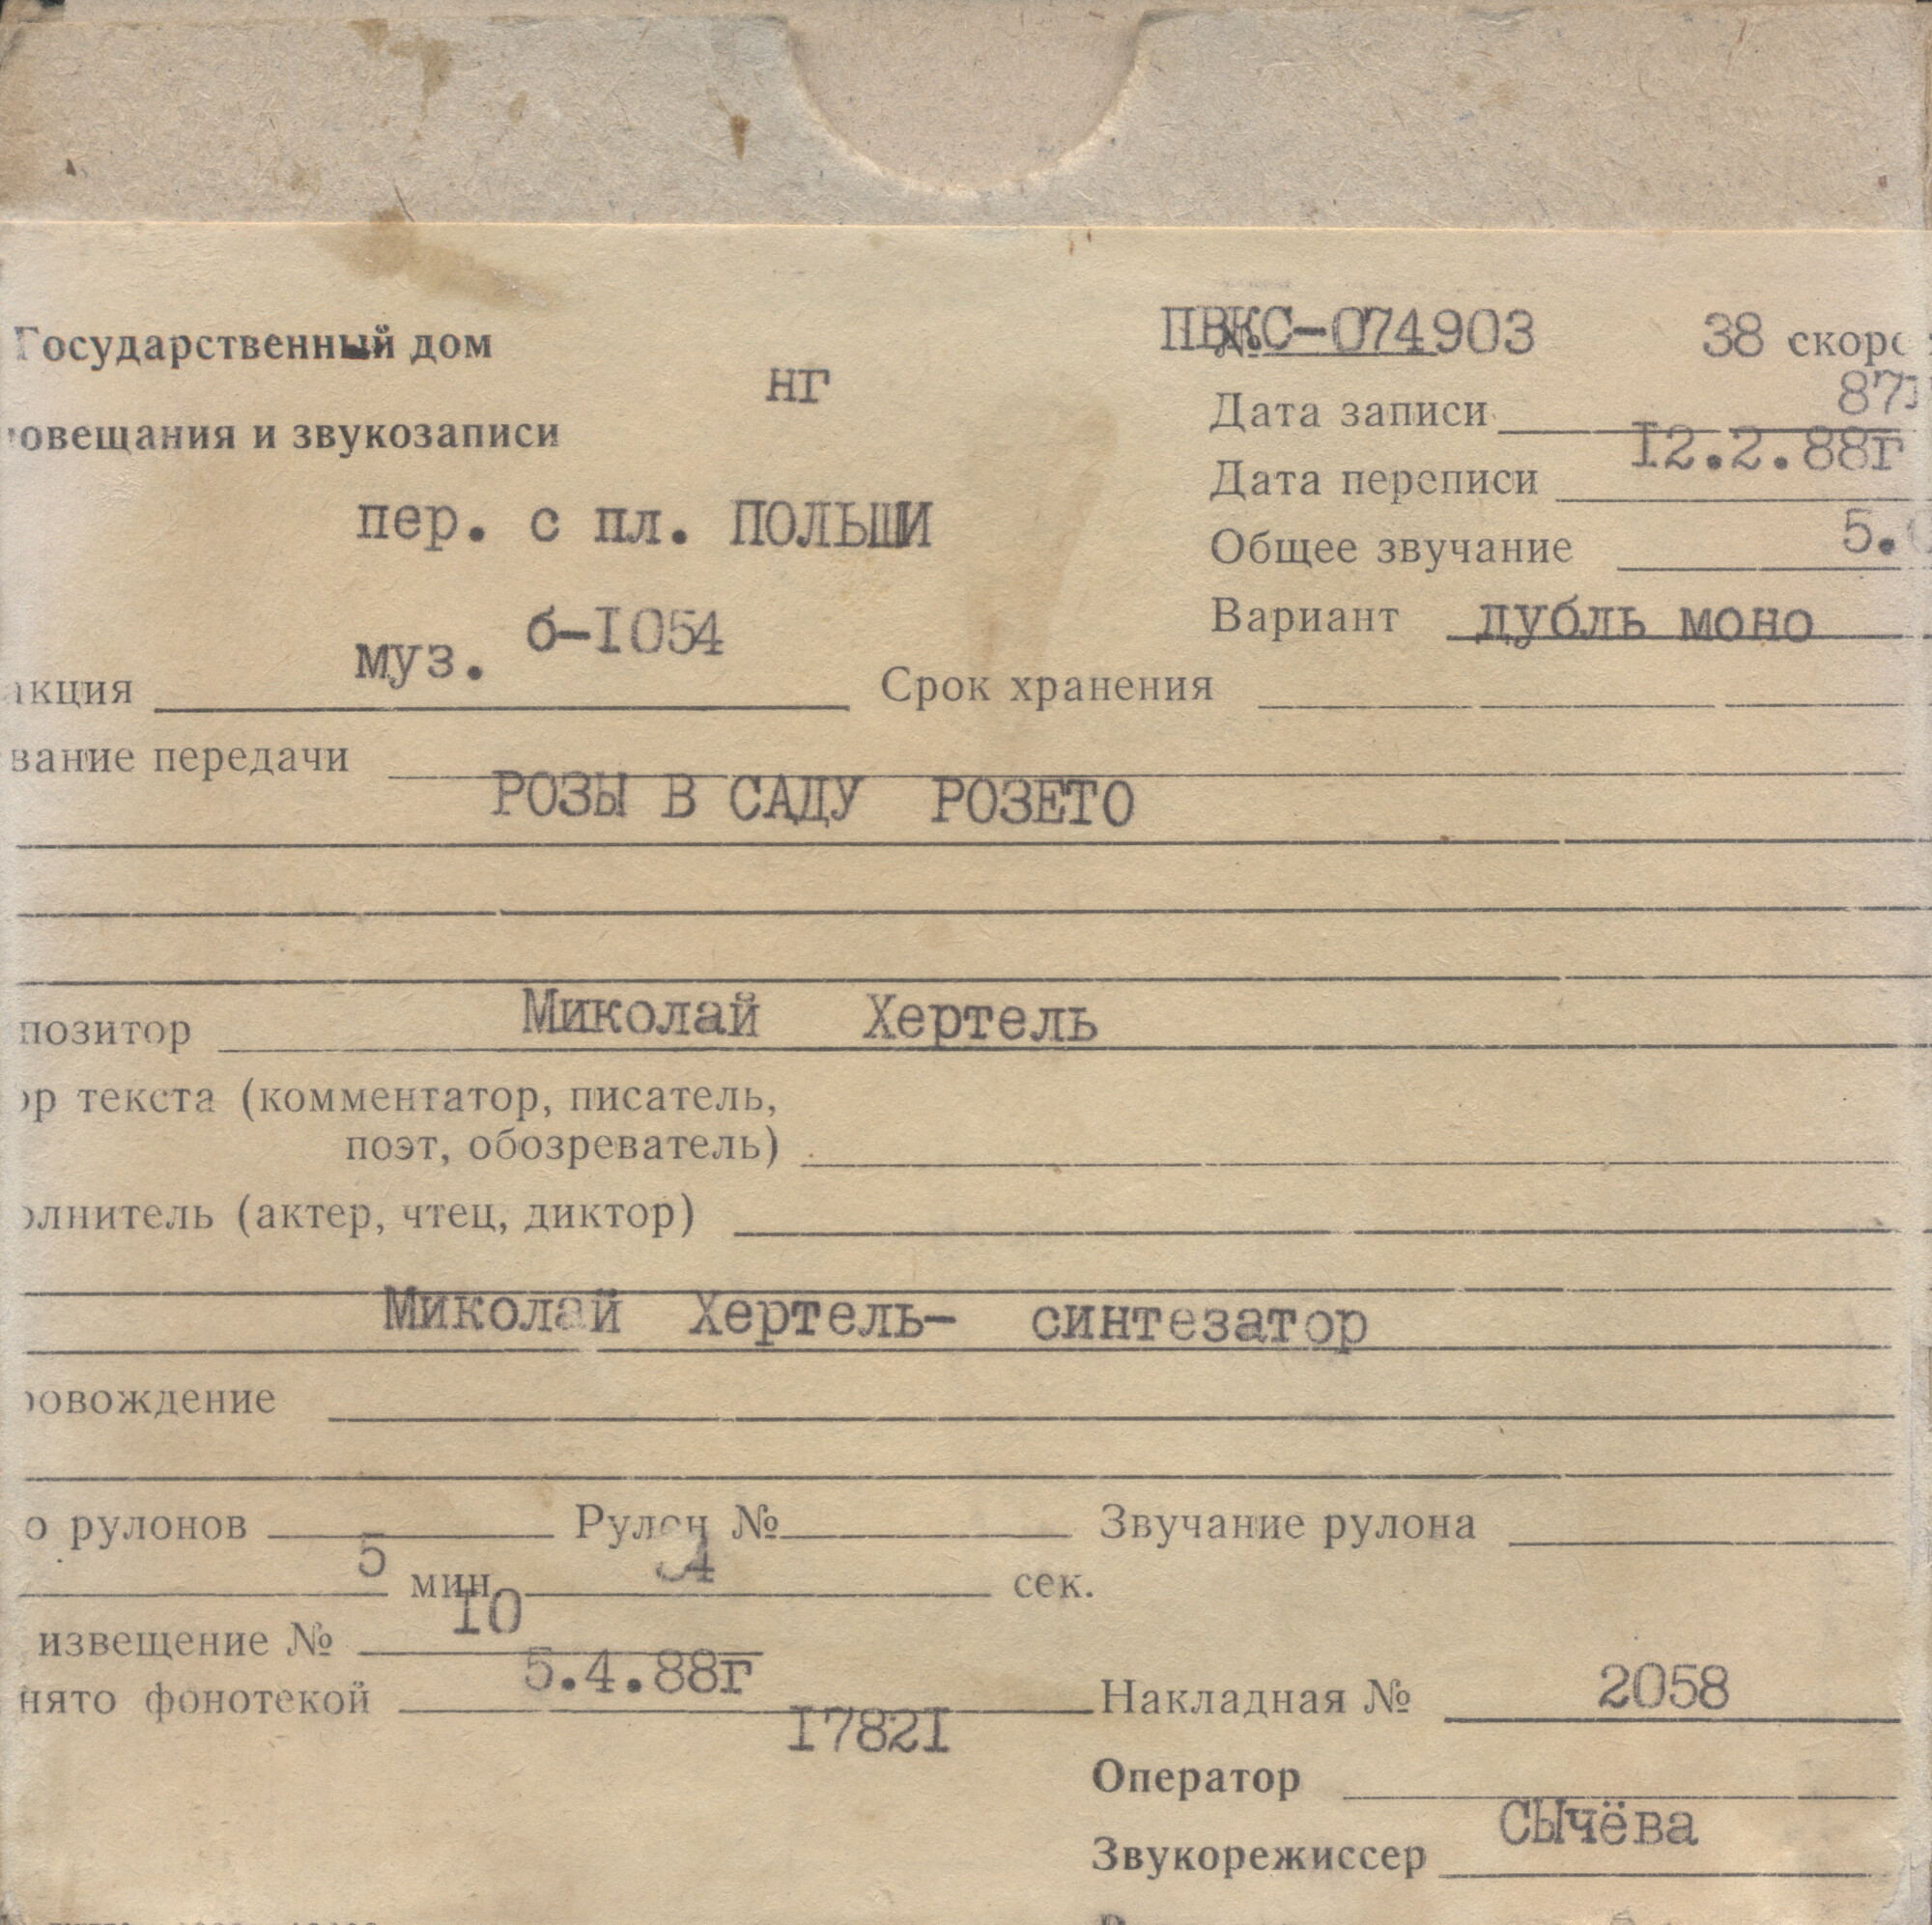 Государственный дом
ПВКС-074903 38 скоро
нг
овещания и звукозаписи
Дата записи 87
Дата переписи 12.2.88г
пер. с пл. ПОЛЬШИ
Общее звучание 5.
Вариант дубль моно
акция муз. б-1054 Срок хранения
вание передачи
РОЗЫ В САДУ РОЗЕТО
позитор Миколай Хертель
ор текста (комментатор, писатель,
поэт, обозреватель)
олнитель (актер, чтец, диктор)
Миколай Хертель- синтезатор
ровождение
о рулонов Рулон № Звучание рулона
5 мин. сек.
извещение № 10
нято фонотекой 5.4.88г Накладная № 2058
17821
Оператор
Звукорежиссер Сычёва